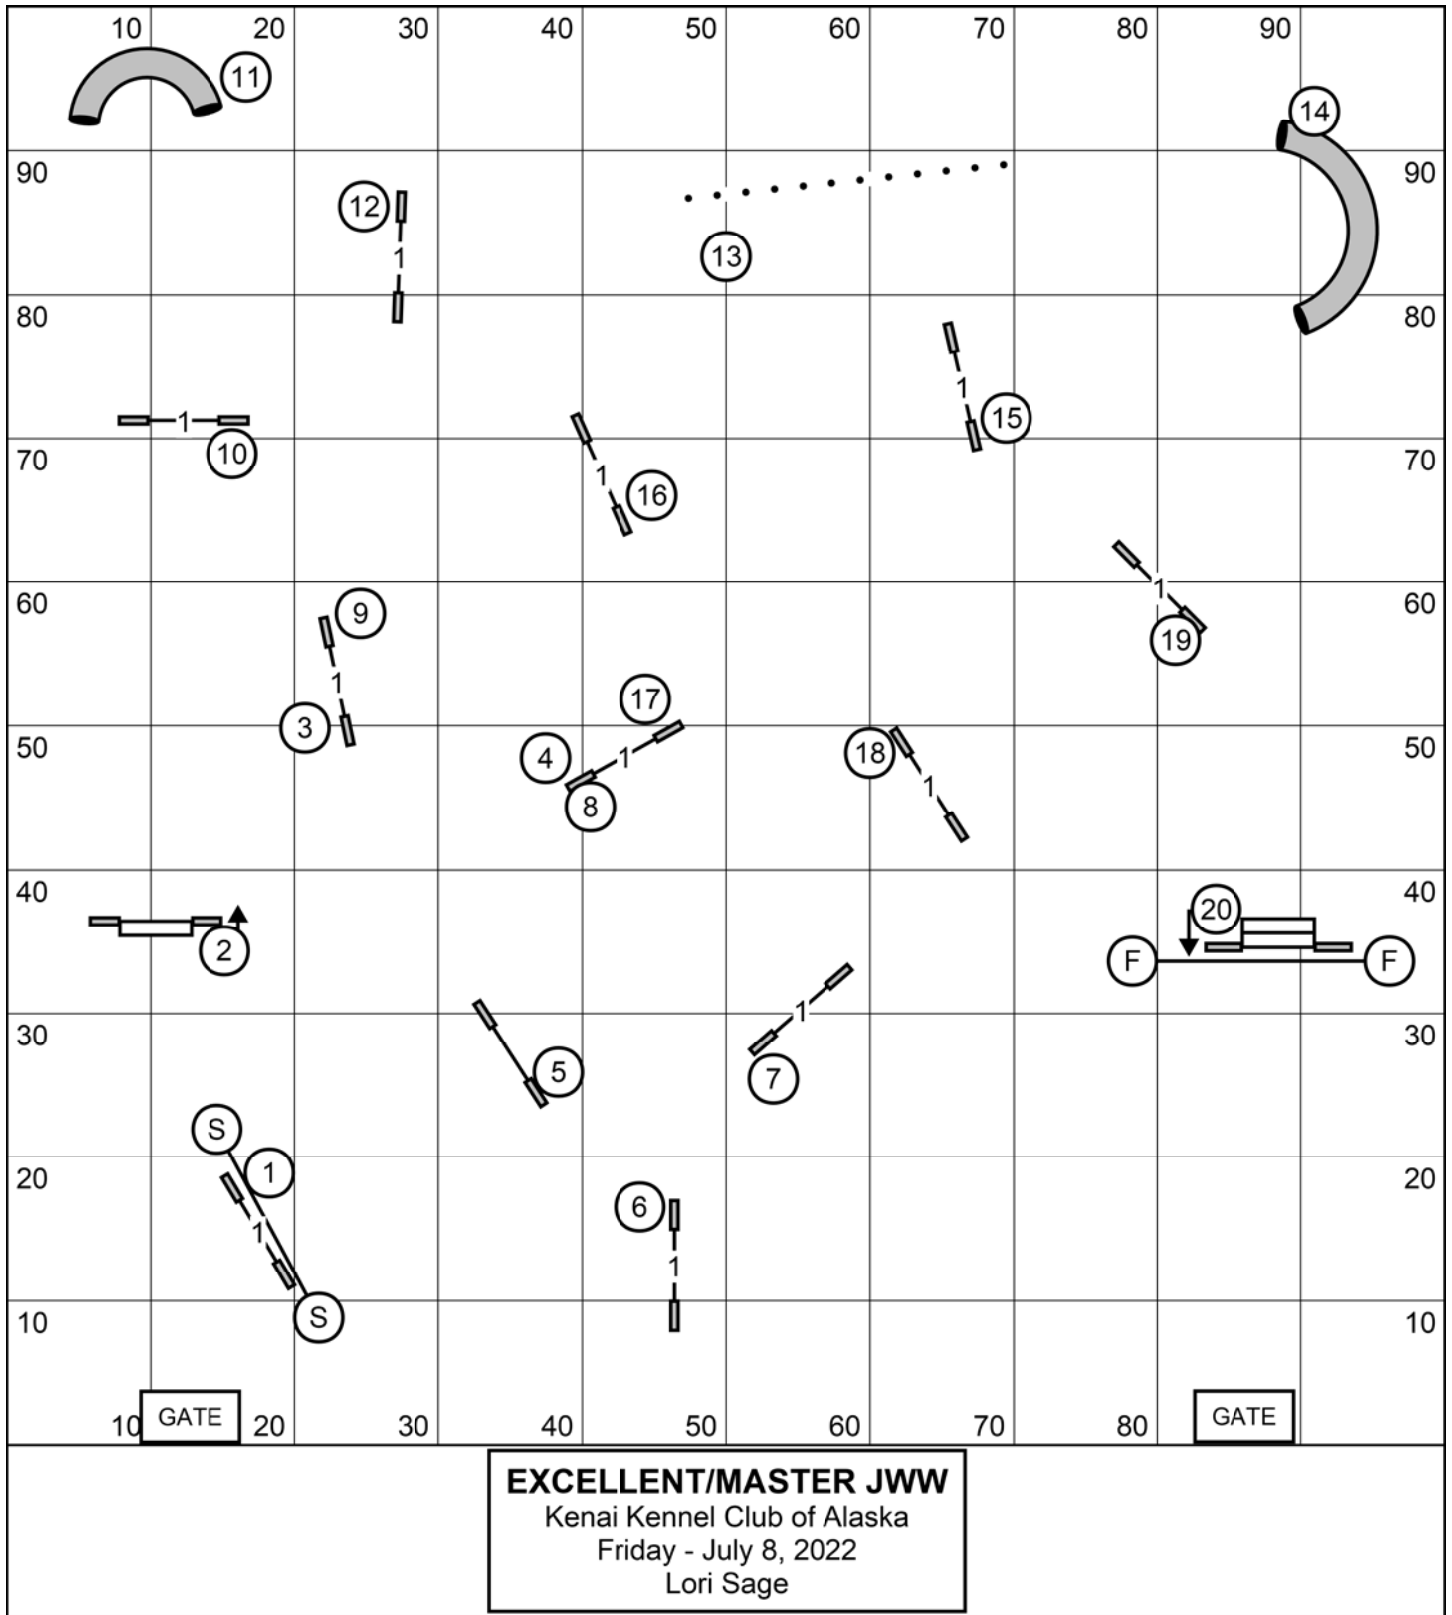 10 20 30 40 50 60 70 80 90
11
14
90 90
12
13
80 80
1
1
15
1 10
70 70
1 16
9
60 1 60
19
1
3
17
4 1 18
50 50
8
1
40 40
20
2
F F
30 1 30
5 7
S
1
20 20
6
1
1
S
10 10
10 GATE 20 30 40 50 60 70 80 GATE
EXCELLENT/MASTER JWW
Kenai Kennel Club of Alaska
Friday - July 8, 2022
Lori Sage